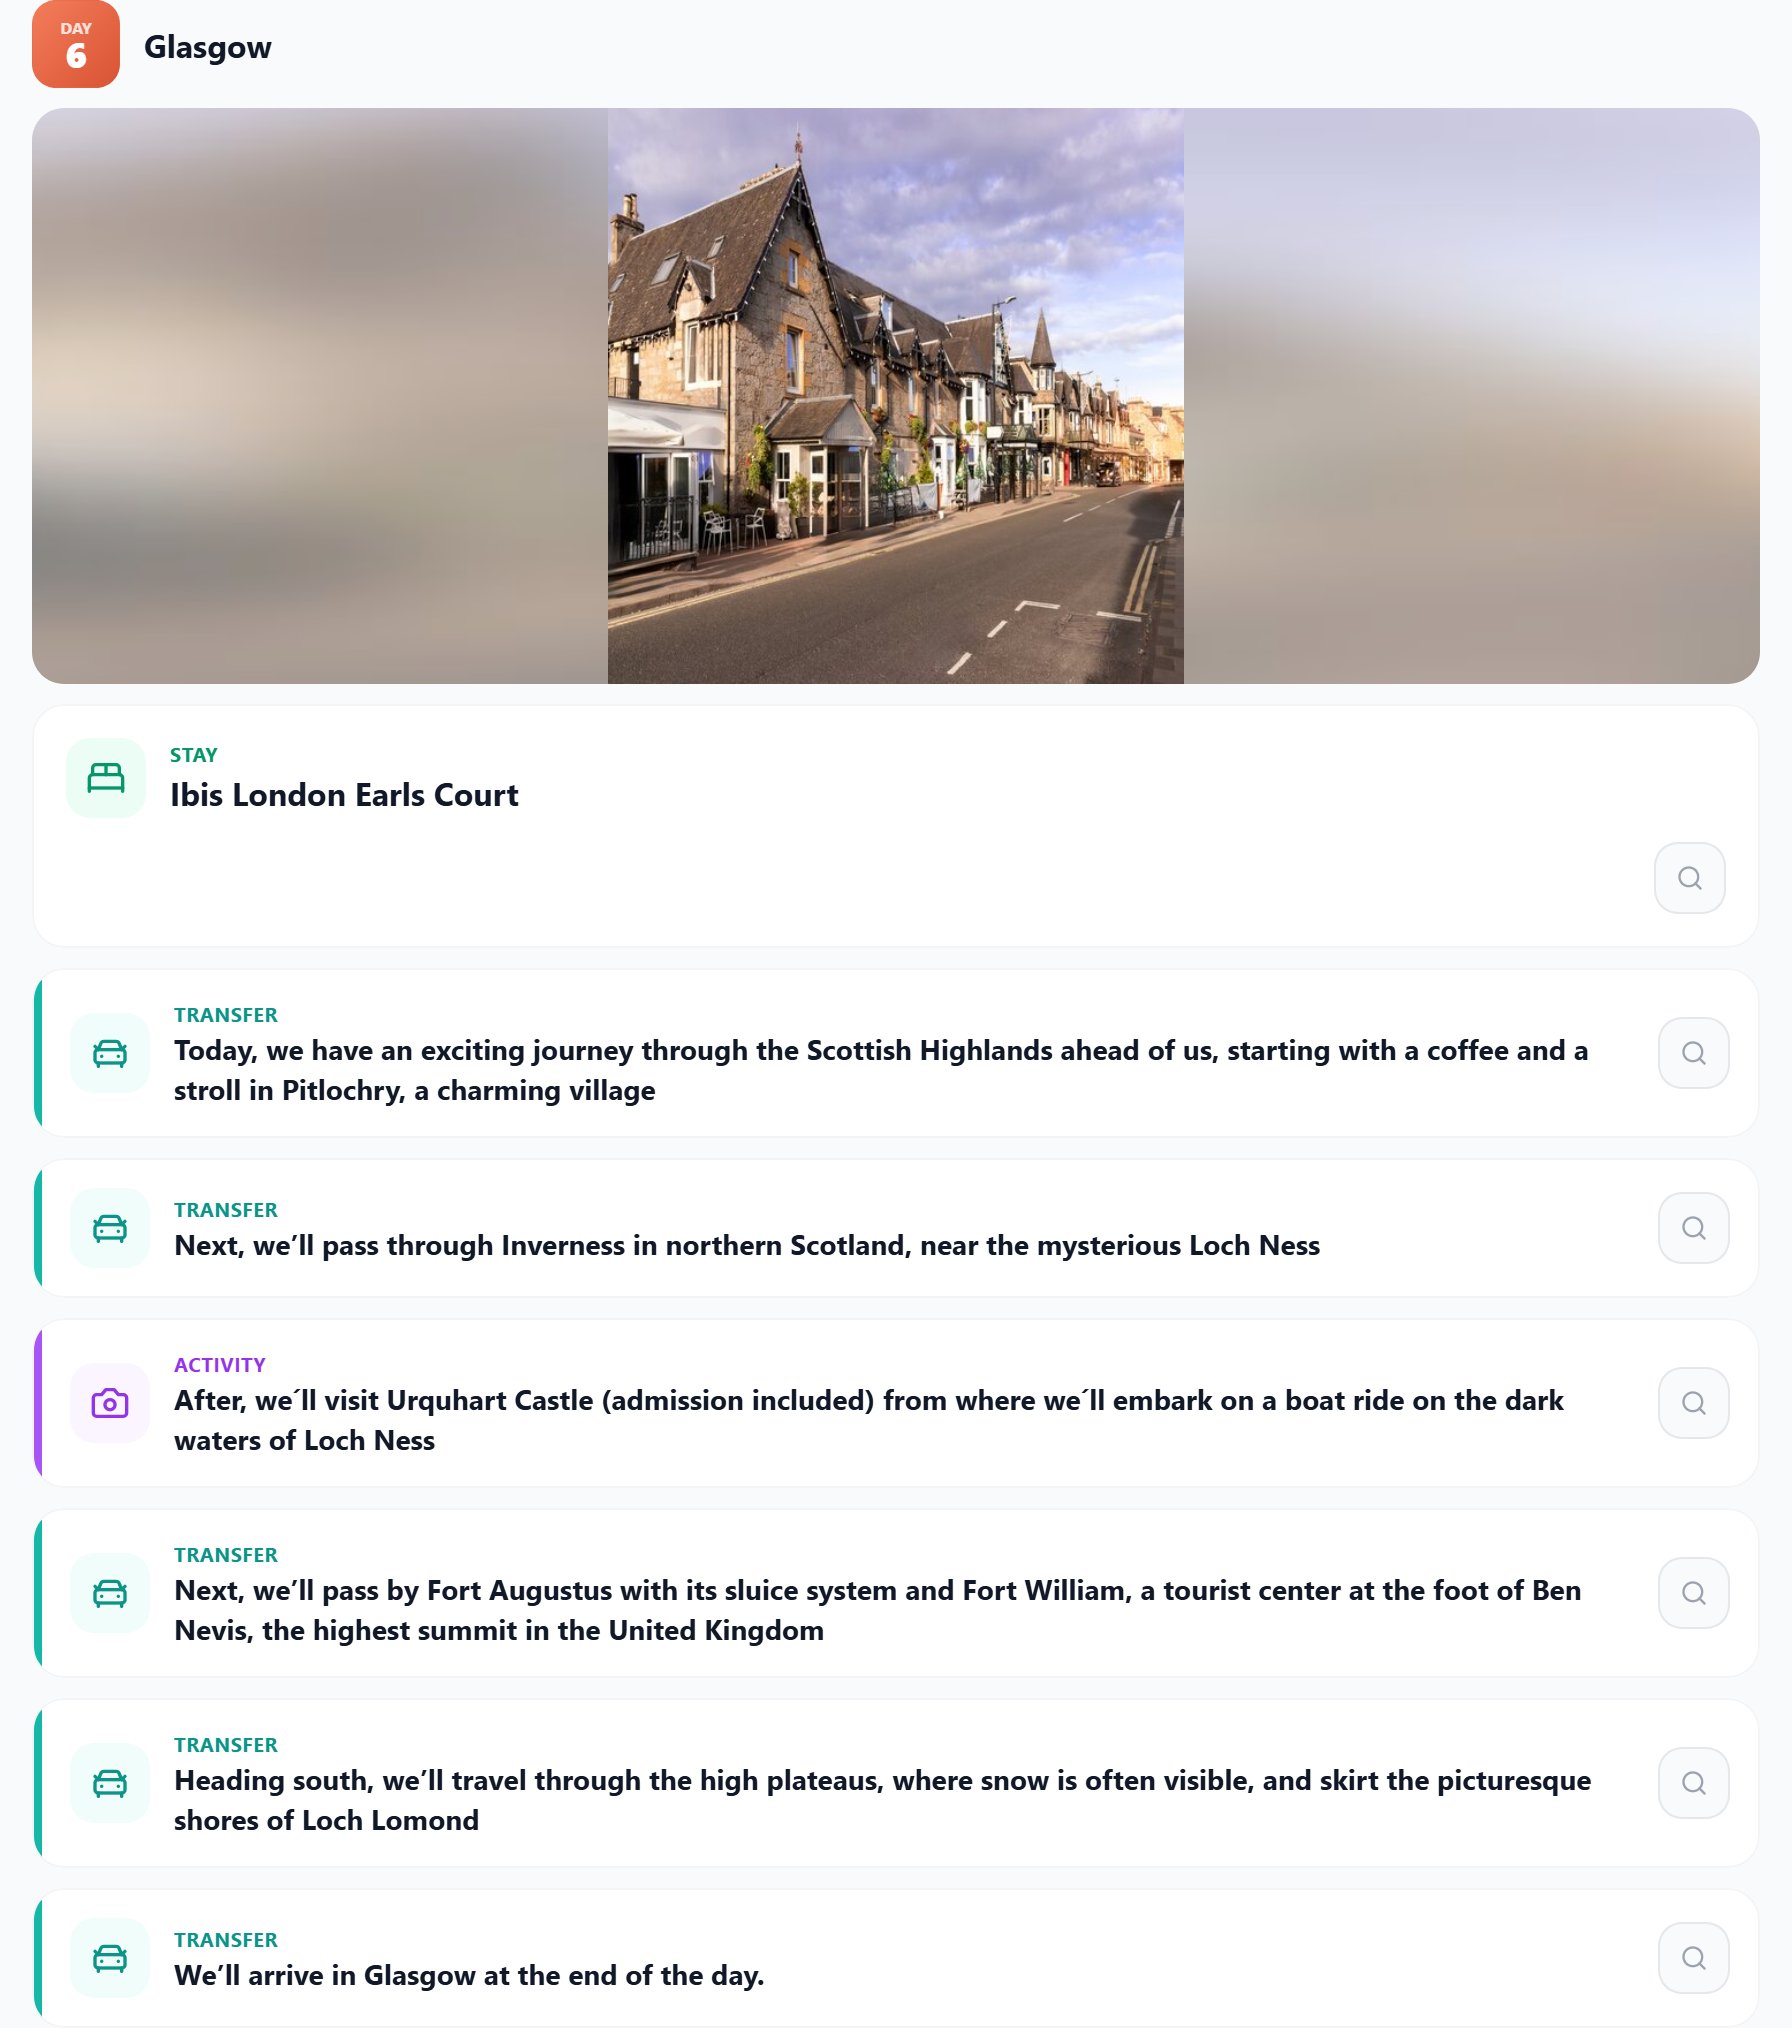 DAY
6
Glasgow
STAY
Ibis London Earls Court
TRANSFER
Today, we have an exciting journey through the Scottish Highlands ahead of us, starting with a coffee and a
stroll in Pitlochry, a charming village
TRANSFER
Next, we’ll pass through Inverness in northern Scotland, near the mysterious Loch Ness
ACTIVITY
After, we´ll visit Urquhart Castle (admission included) from where we´ll embark on a boat ride on the dark
waters of Loch Ness
TRANSFER
Next, we’ll pass by Fort Augustus with its sluice system and Fort William, a tourist center at the foot of Ben
Nevis, the highest summit in the United Kingdom
TRANSFER
Heading south, we’ll travel through the high plateaus, where snow is often visible, and skirt the picturesque
shores of Loch Lomond
TRANSFER
We’ll arrive in Glasgow at the end of the day.